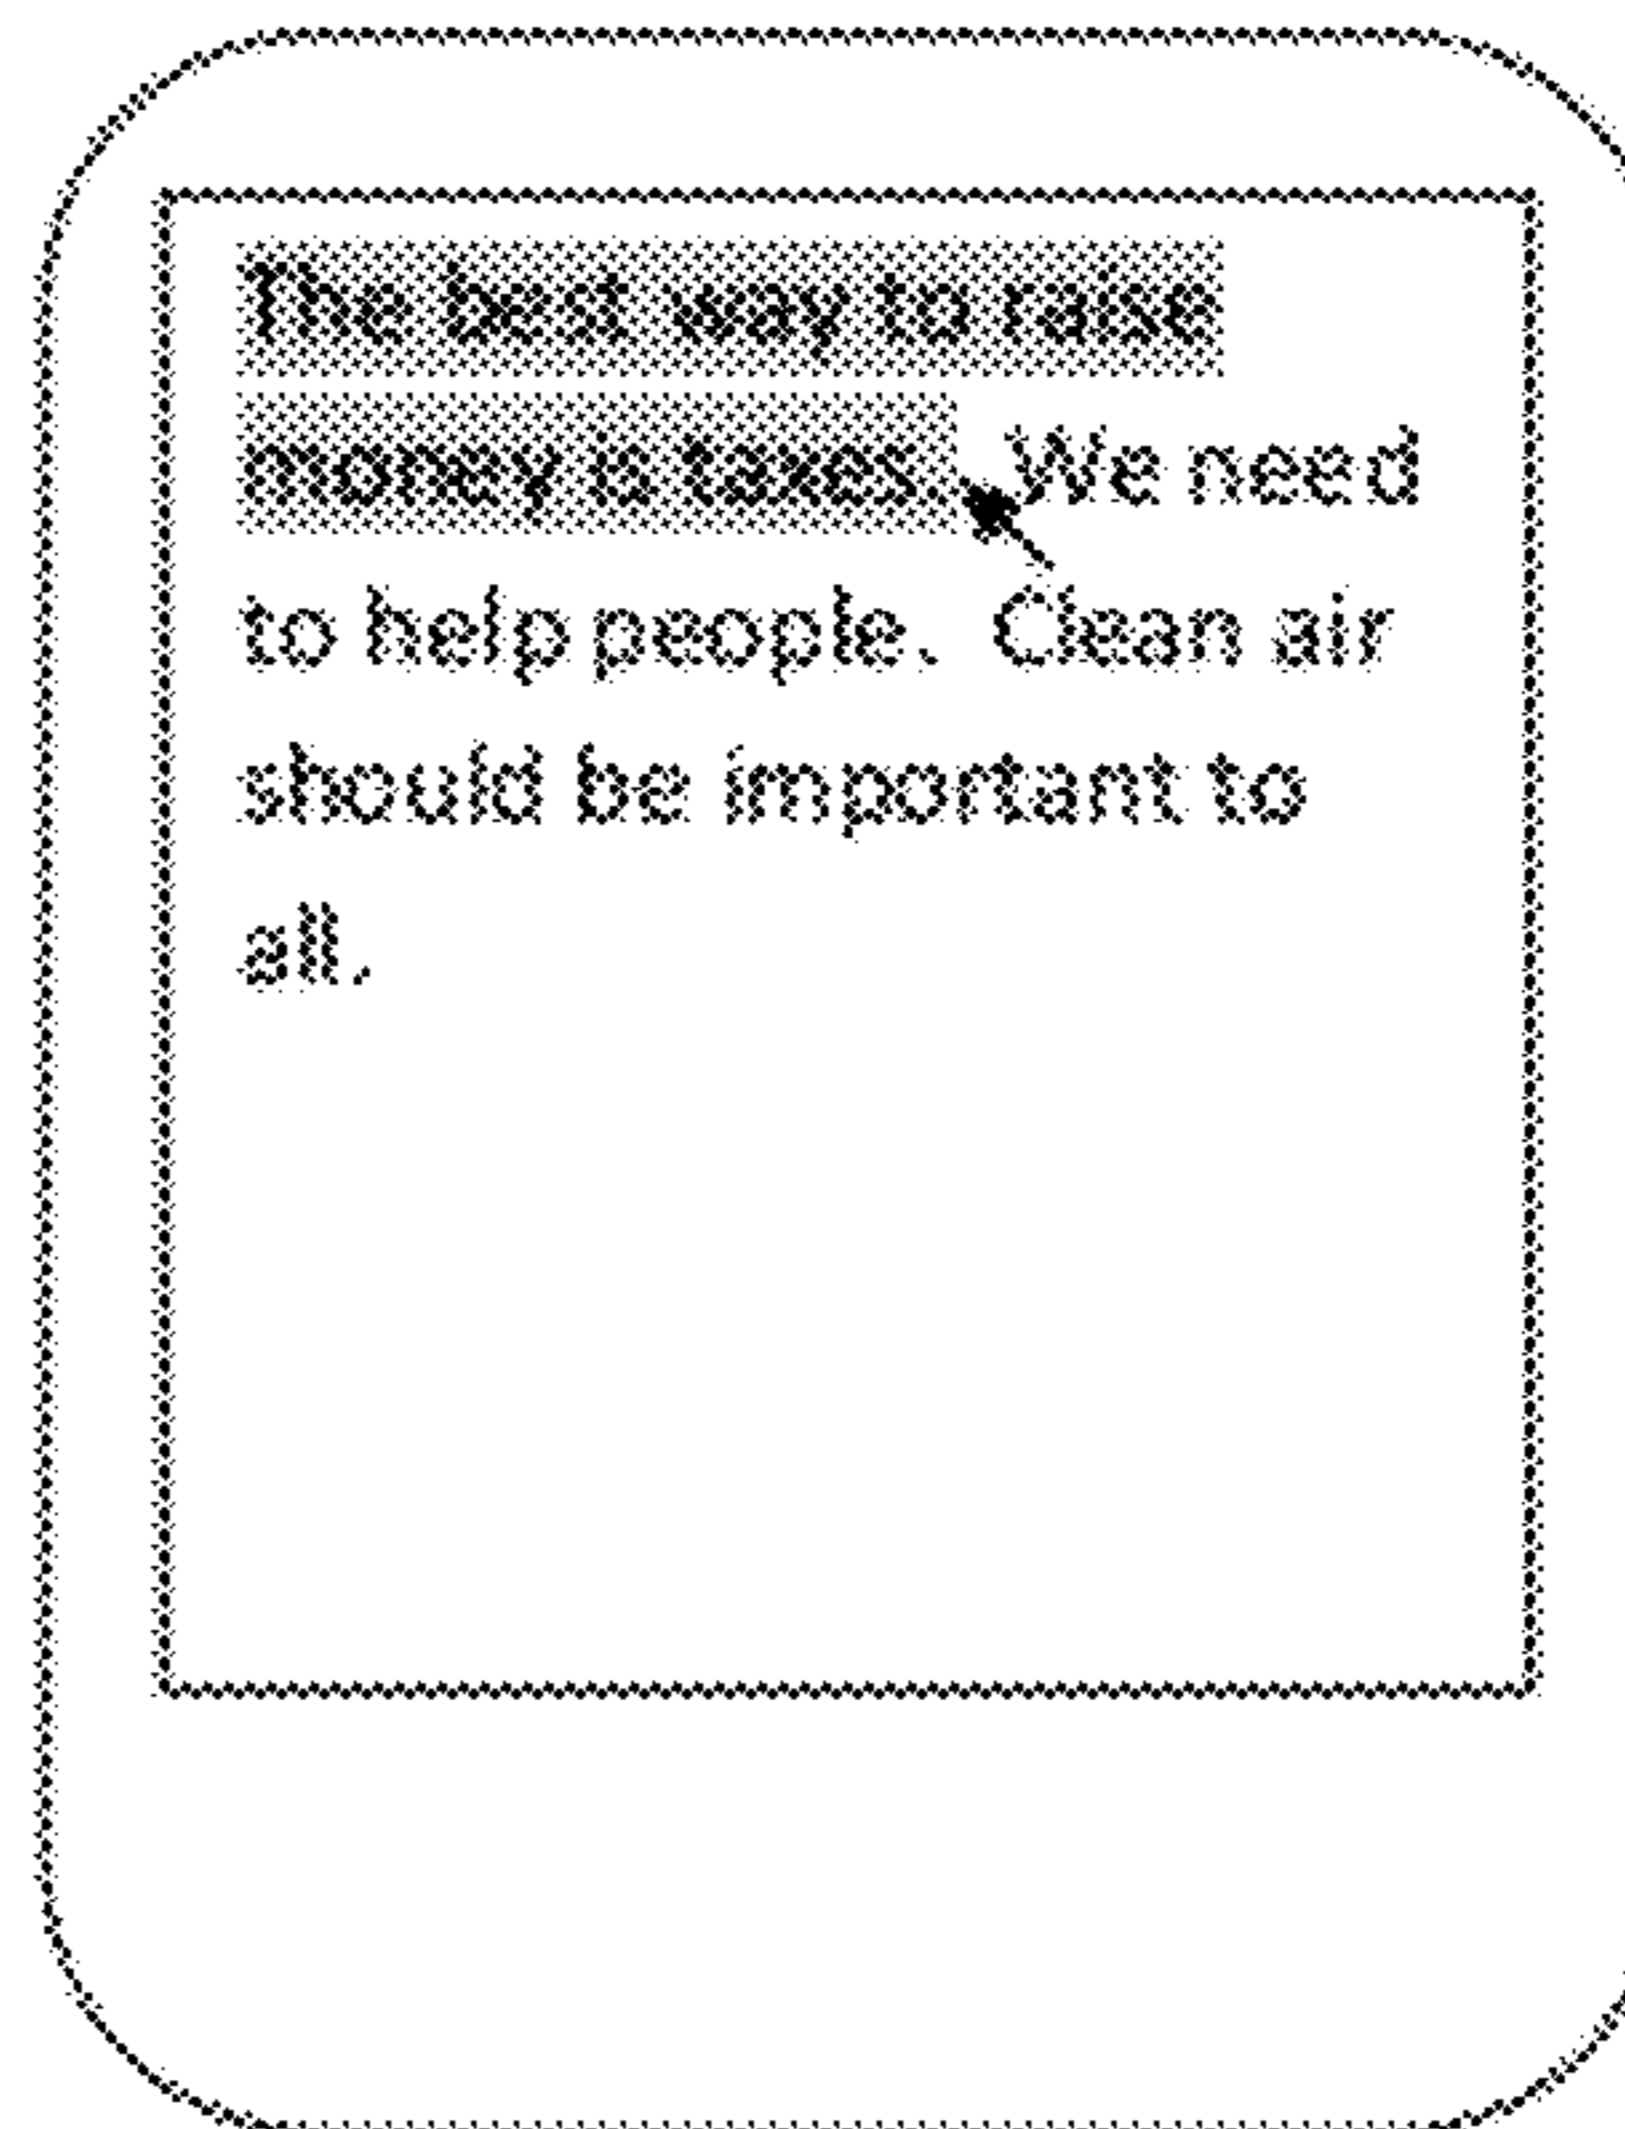 The best way to raise
money is taxes. We need
to help people. Clean air
should be important to
all.